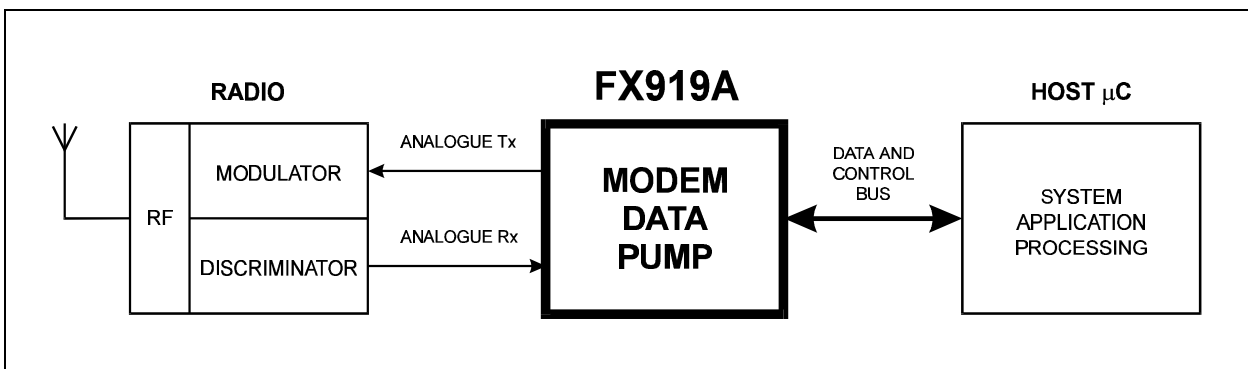 RADIO
FX919A
HOST µC
RF
MODULATOR
DISCRIMINATOR
ANALOGUE Tx
ANALOGUE Rx
MODEM
DATA
PUMP
DATA AND
CONTROL
BUS
SYSTEM
APPLICATION
PROCESSING